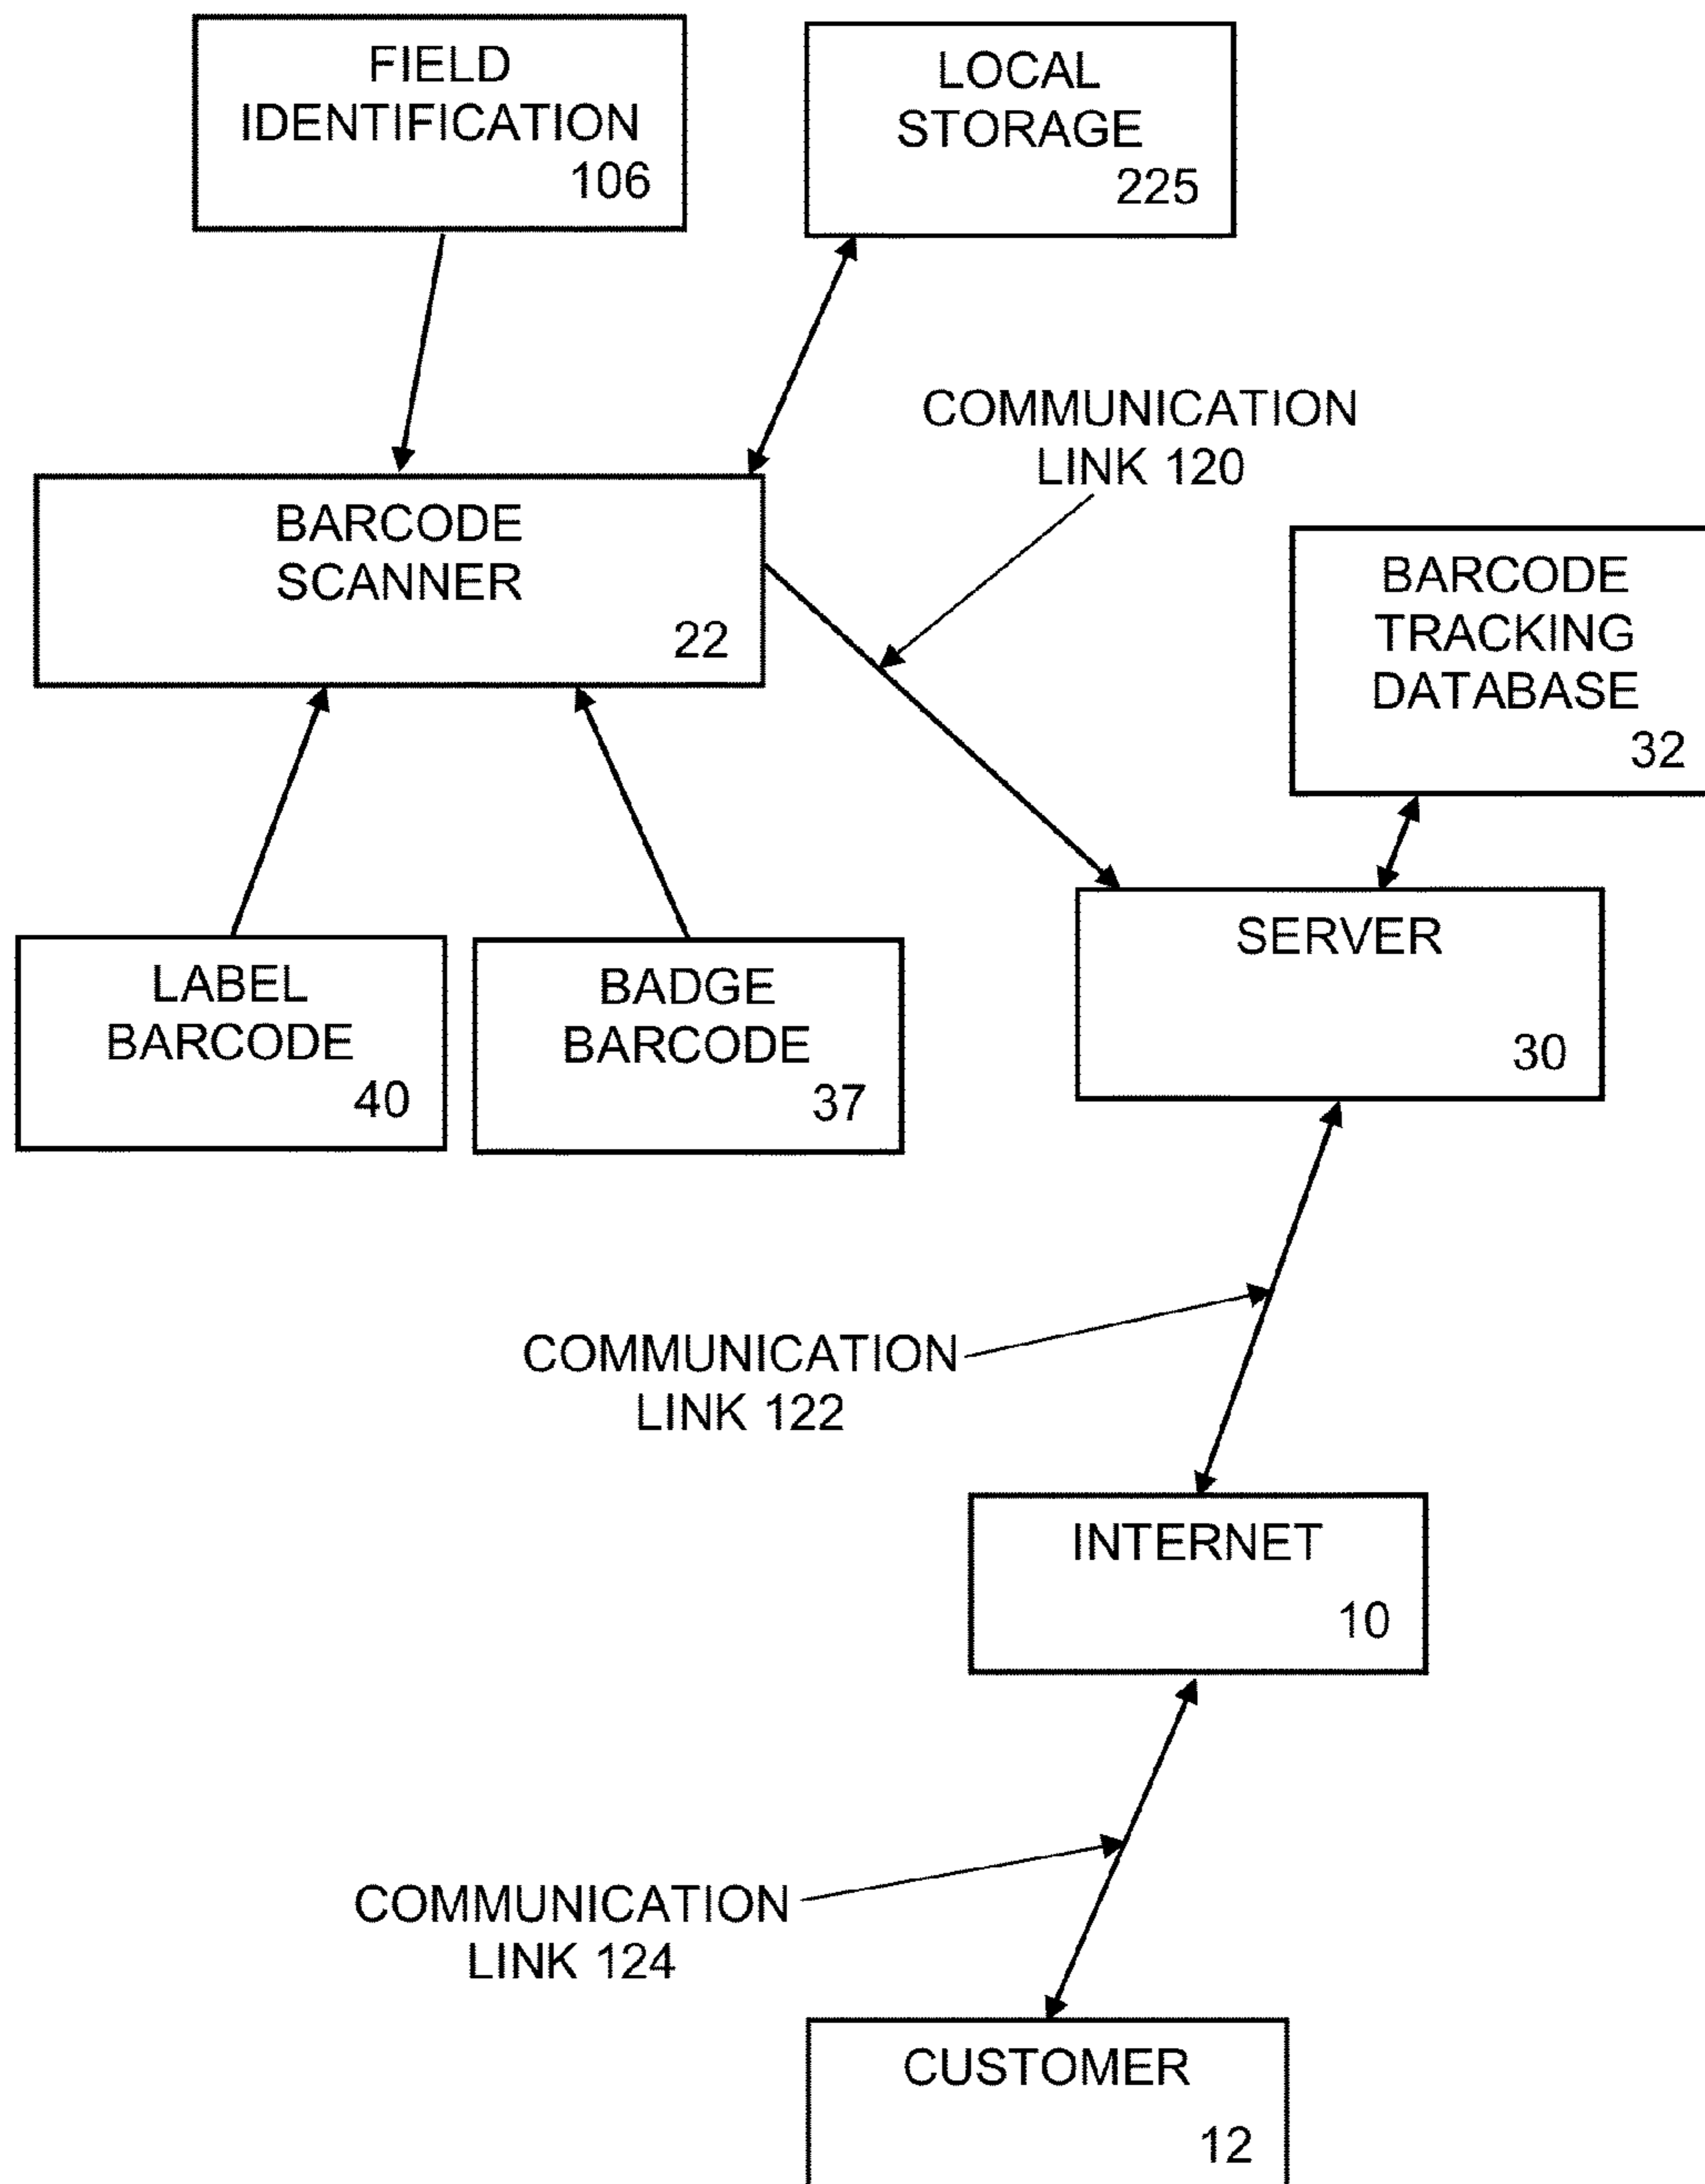 FIELD
IDENTIFICATION
106
LOCAL
STORAGE
225
COMMUNICATION
LINK 120
BARCODE
SCANNER
22
BARCODE
TRACKING
DATABASE
32
LABEL
BARCODE
40
BADGE
BARCODE
37
SERVER
30
COMMUNICATION
LINK 122
INTERNET
10
COMMUNICATION
LINK 124
CUSTOMER
12